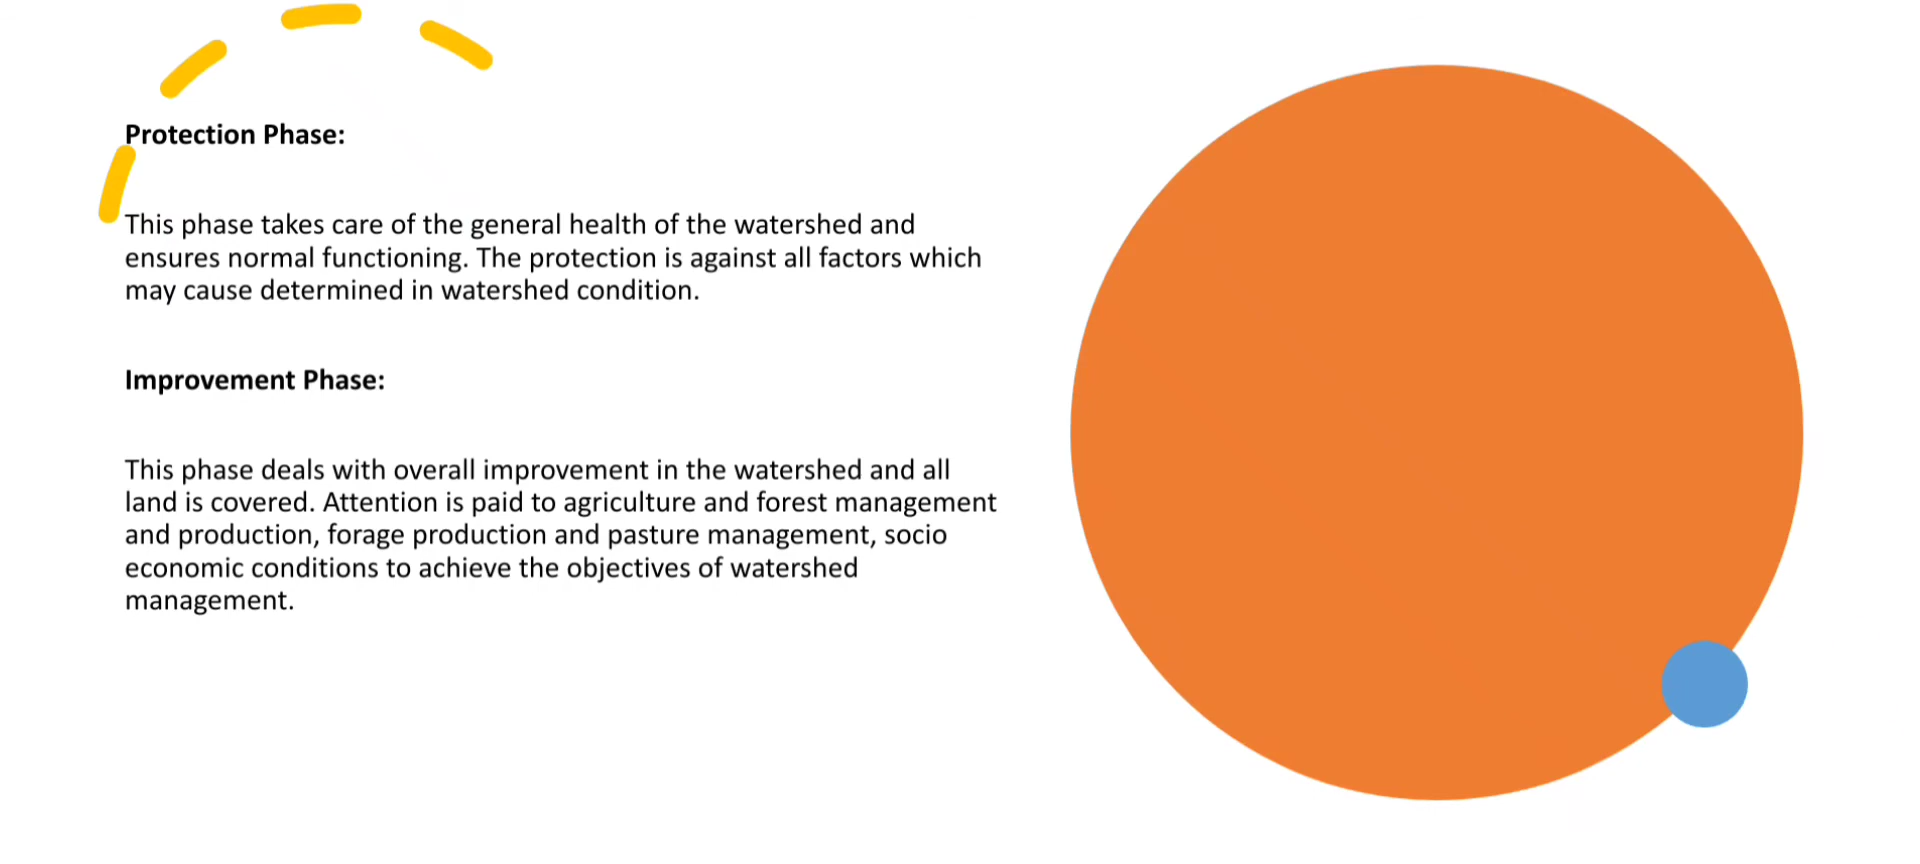 Protection Phase:
This phase takes care of the general health of the watershed and
ensures normal functioning. The protection is against all factors which
may cause determined in watershed condition.
Improvement Phase:
This phase deals with overall improvement in the watershed and all
land is covered. Attention is paid to agriculture and forest management
and production, forage production and pasture management, socio
economic conditions to achieve the objectives of watershed
management.